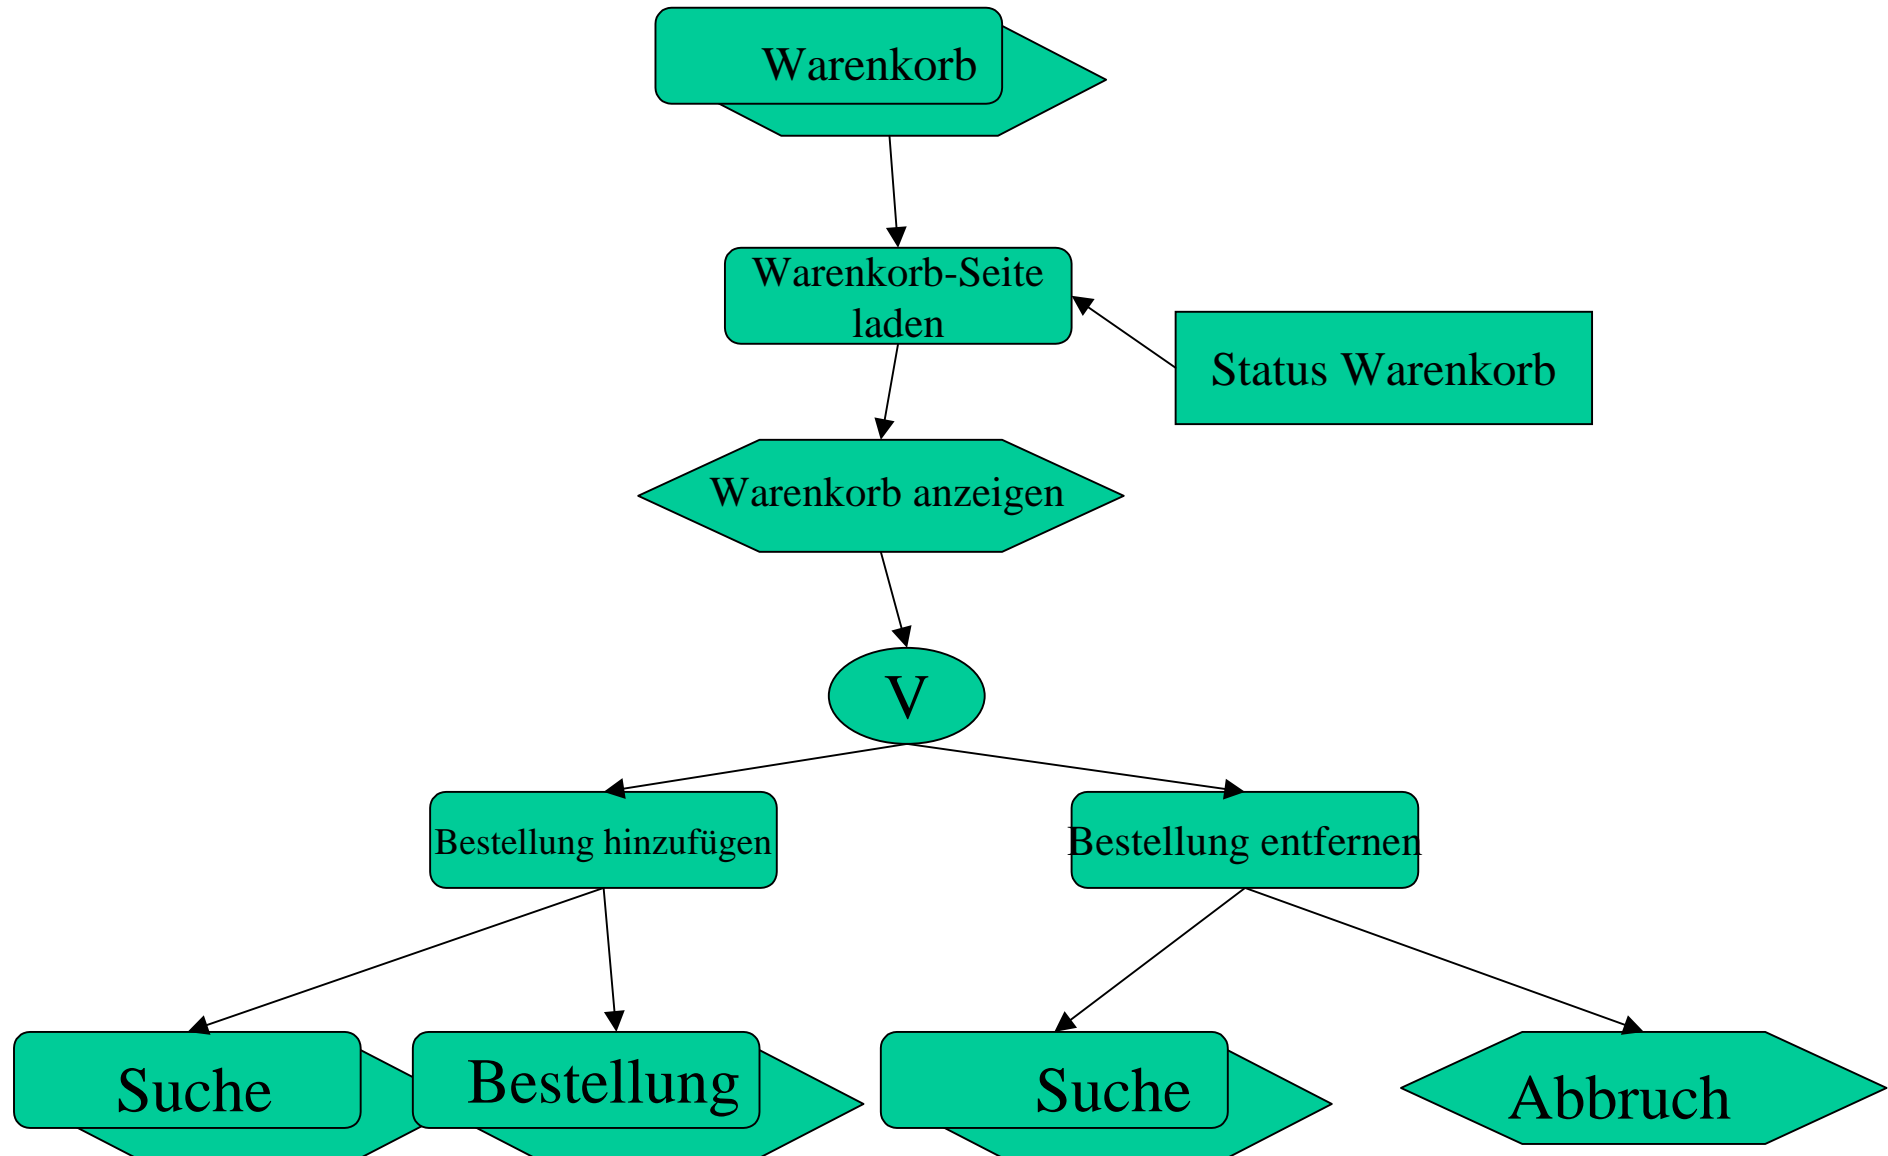 Warenkorb
Warenkorb-Seite
laden
Status Warenkorb
Warenkorb anzeigen
V
Bestellung hinzufügen
Bestellung entfernen
Suche
Bestellung
Suche
Abbruch